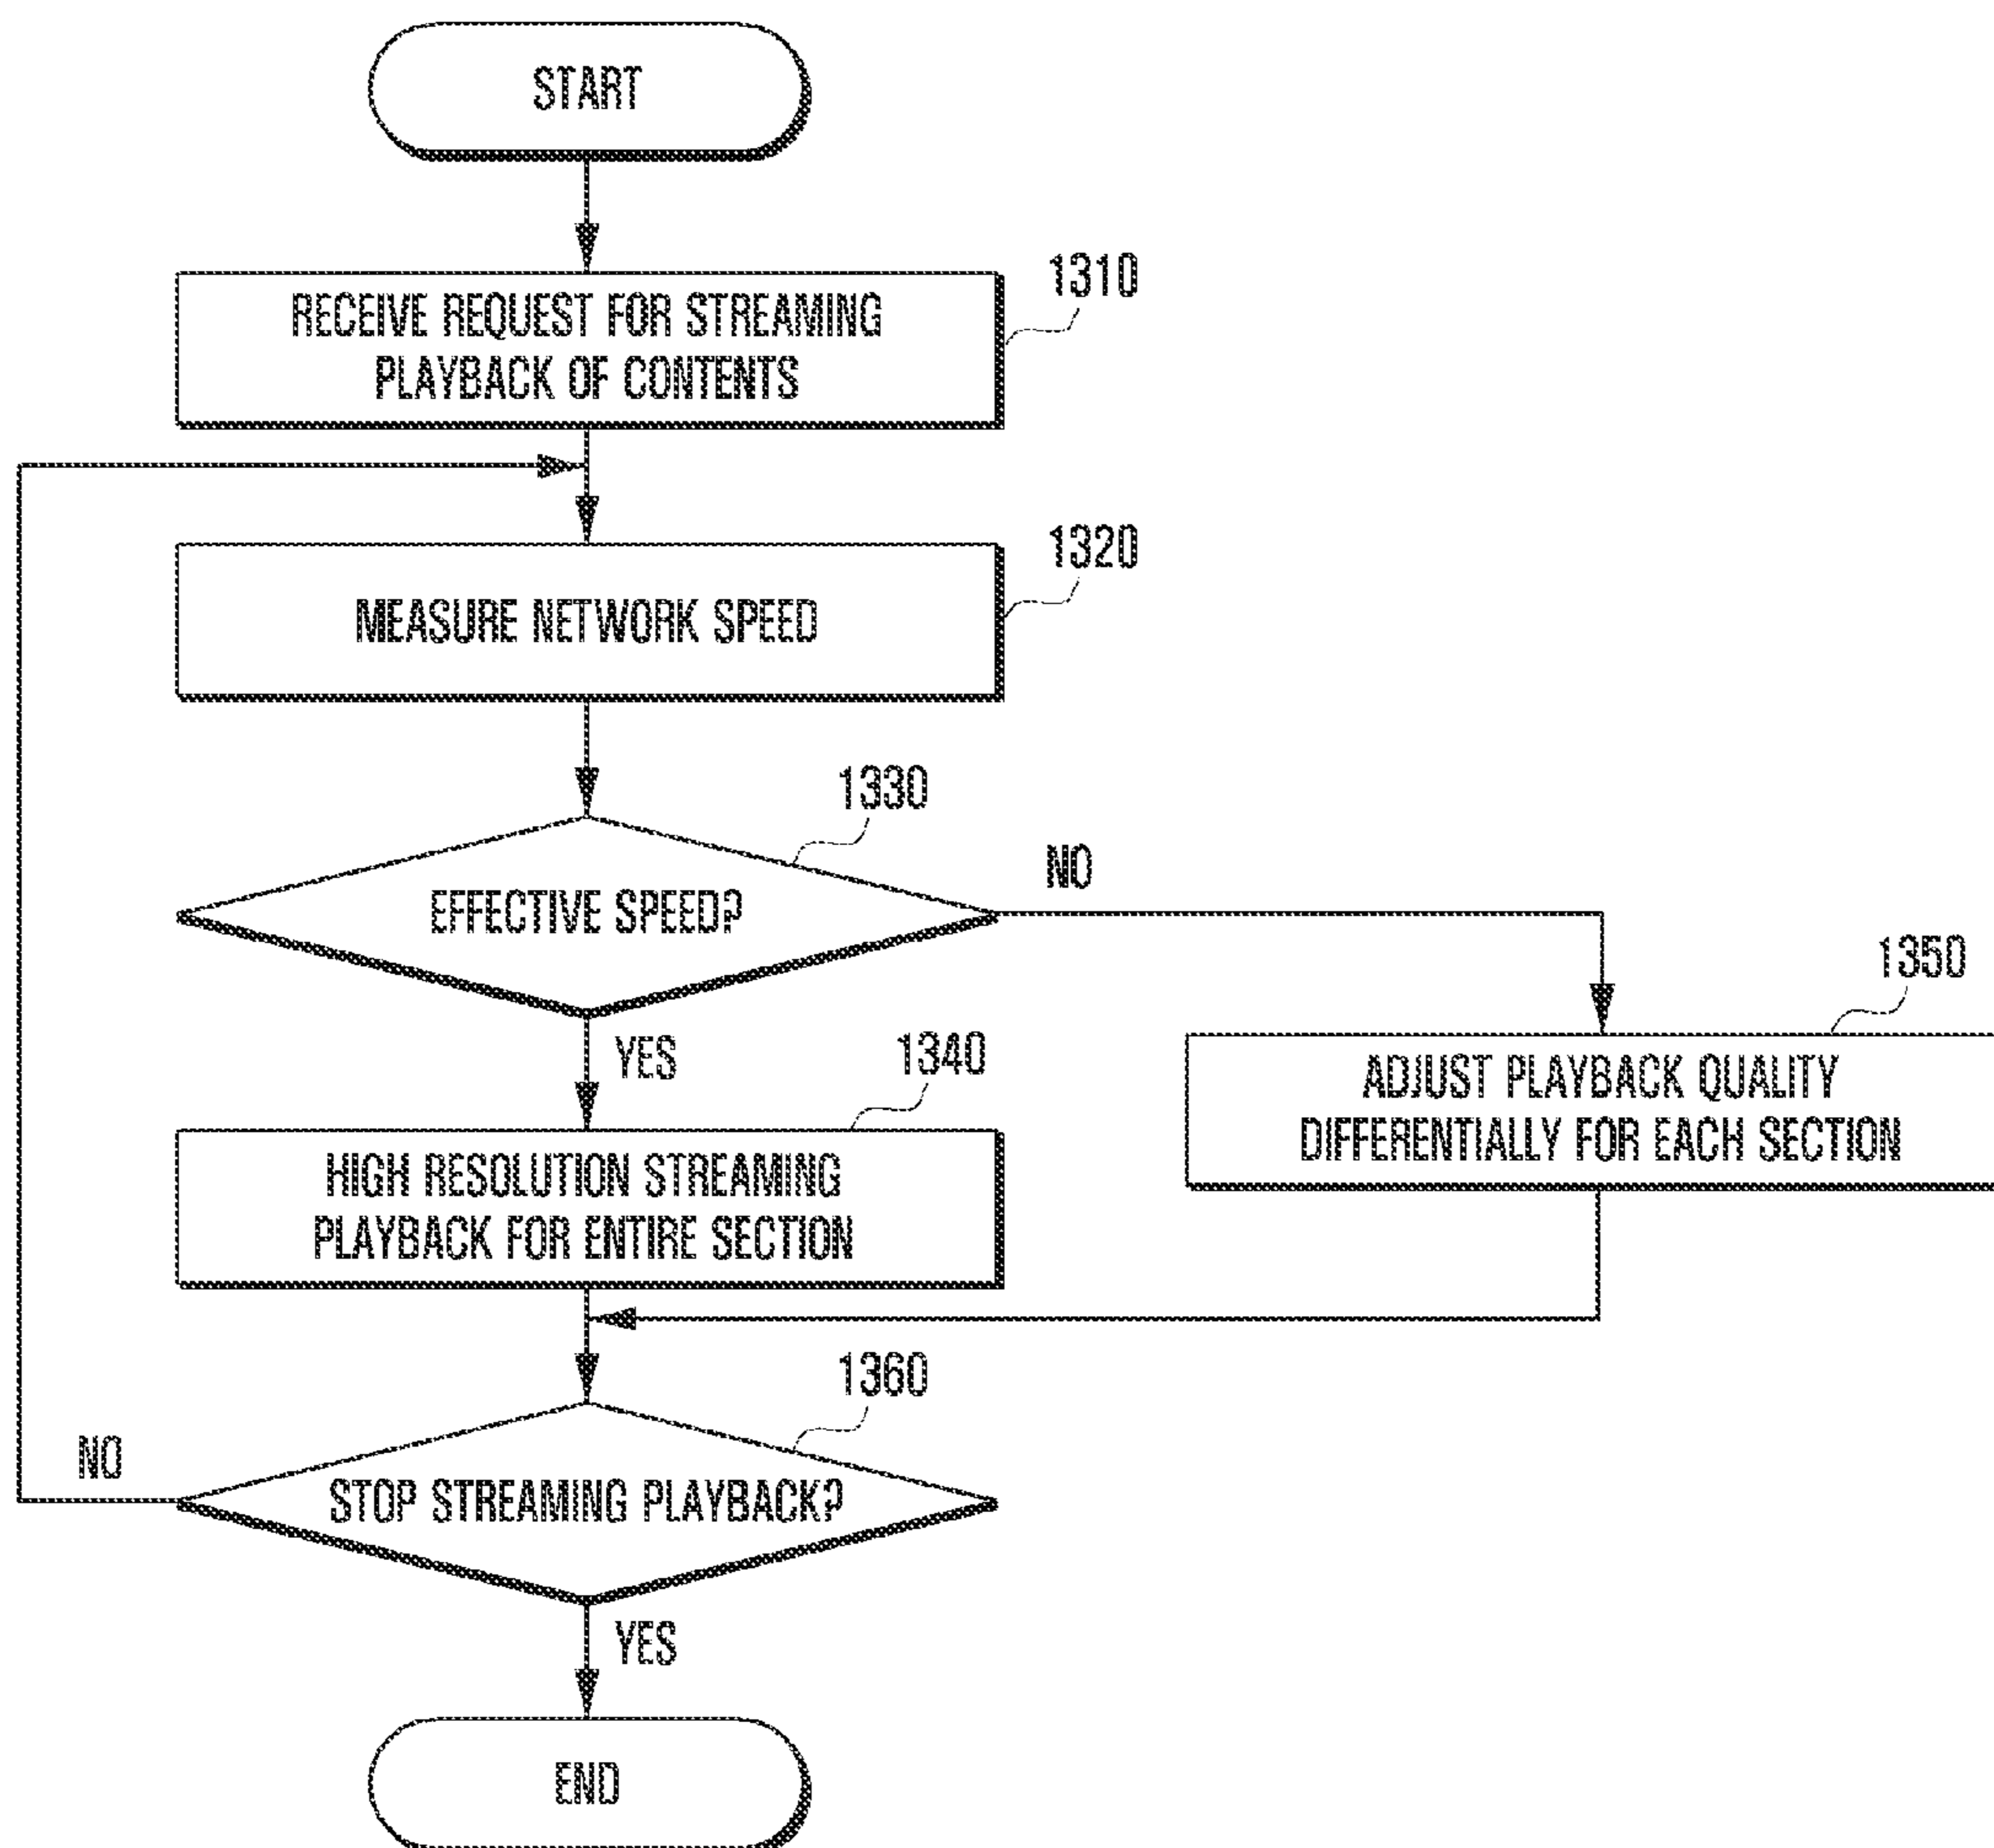 START
1310
RECEIVE REQUEST FOR STREAMING
PLAYBACK OF CONTENTS
1320
MEASURE NETWORK SPEED
1330
EFFECTIVE SPEED?
NO
YES
1340
HIGH RESOLUTION STREAMING
PLAYBACK FOR ENTIRE SECTION
1350
ADJUST PLAYBACK QUALITY
DIFFERENTIALLY FOR EACH SECTION
1360
STOP STREAMING PLAYBACK?
NO
YES
END